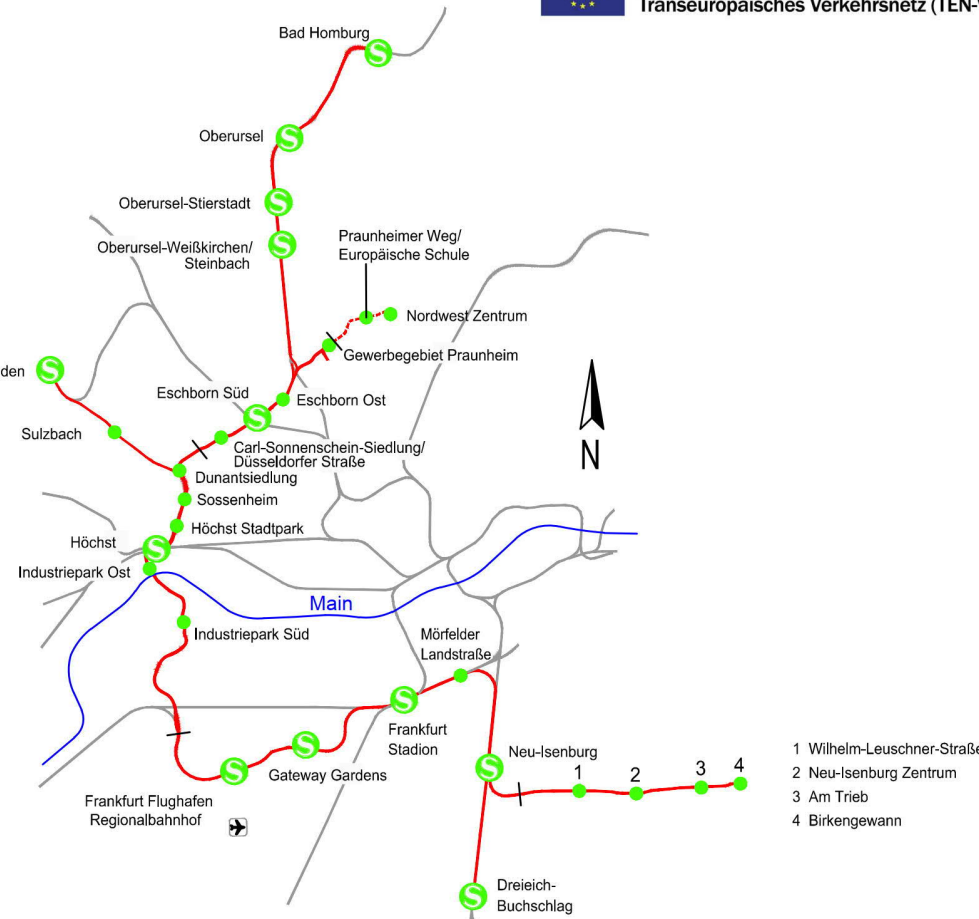 Transeuropäisches Verkehrsnetz (TEN-
Bad Homburg
S
Oberursel
S
Oberursel-Stierstadt
S
Oberursel-Weißkirchen/
Steinbach
S
Praunheimer Weg/
Europäische Schule
Nordwest Zentrum
Gewerbegebiet Praunheim
den
S
Eschborn Süd
S
Eschborn Ost
Sulzbach
Carl-Sonnenschein-Siedlung/
Düsseldorfer Straße
Dunantsiedlung
Sossenheim
Höchst Stadtpark
Höchst
S
Industriepark Ost
N
Main
Industriepark Süd
Mörfelder
Landstraße
S
Frankfurt
Stadion
S
Gateway Gardens
S
Frankfurt Flughafen
Regionalbahnhof
Neu-Isenburg
S
1
2
3
4
1 Wilhelm-Leuschner-Straße
2 Neu-Isenburg Zentrum
3 Am Trieb
4 Birkengewann
S
Dreieich-
Buchschlag